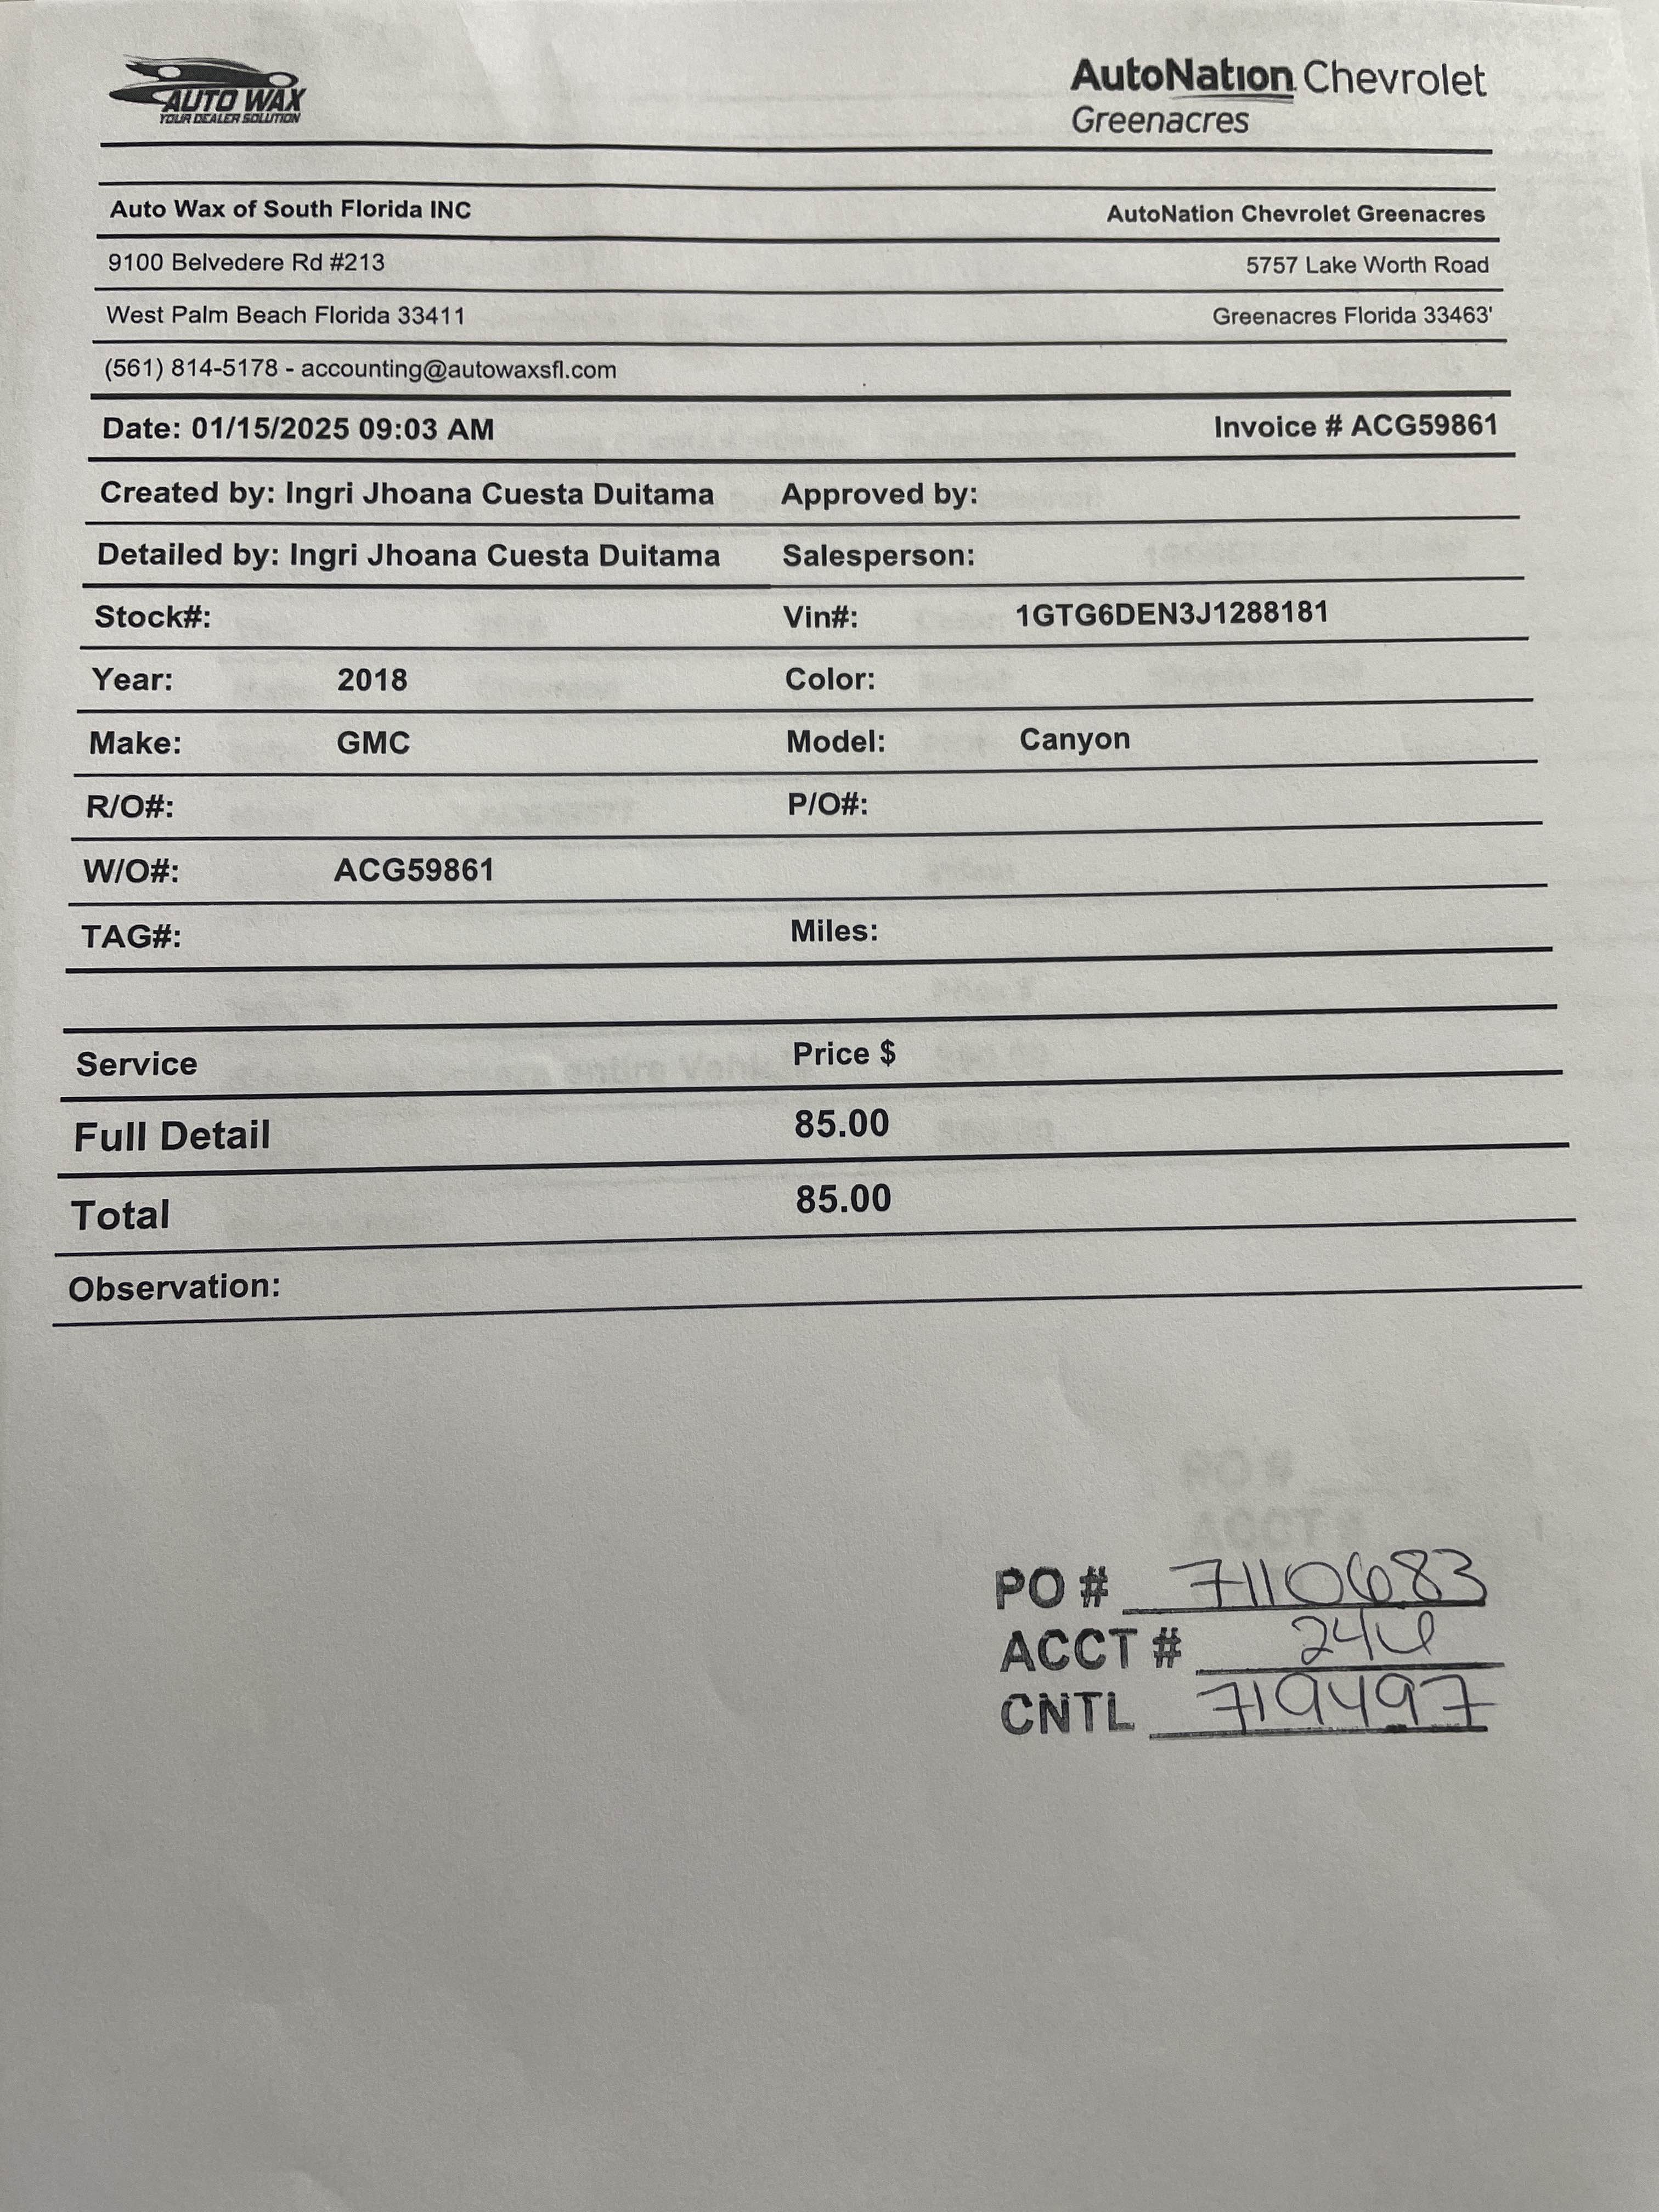 AUTO WAX
YOUR DEALER SOLUTION
AutoNation Chevrolet
Greenacres
Auto Wax of South Florida INC AutoNation Chevrolet Greenacres
9100 Belvedere Rd #213 5757 Lake Worth Road
West Palm Beach Florida 33411 Greenacres Florida 33463'
(561) 814-5178 - accounting@autowaxsfl.com
Date: 01/15/2025 09:03 AM Invoice # ACG59861
Created by: Ingri Jhoana Cuesta Duitama Approved by:
Detailed by: Ingri Jhoana Cuesta Duitama Salesperson:
Stock#: Vin#: 1GTG6DEN3J1288181
Year: 2018 Color:
Make: GMC Model: Canyon
R/O#: P/O#:
W/O#: ACG59861
TAG#: Miles:
Service Price $
Full Detail 85.00
Total 85.00
Observation:
PO # 7110683
ACCT # 246
CNTL 719497